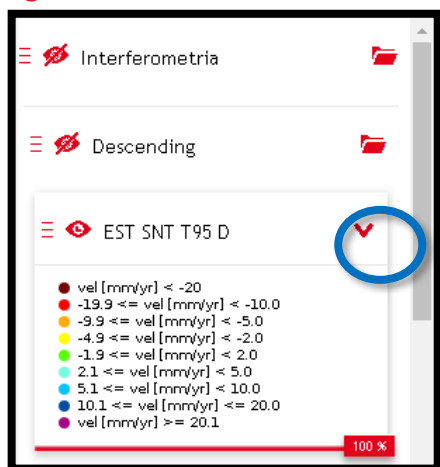 Interferometria
Descending
EST SNT T95 D
vel [mm/yr] < -20
-19.9 <= vel [mm/yr] < -10.0
-9.9 <= vel [mm/yr] < -5.0
-4.9 <= vel [mm/yr] < -2.0
-1.9 <= vel [mm/yr] < 2.0
2.1 <= vel [mm/yr] < 5.0
5.1 <= vel [mm/yr] < 10.0
10.1 <= vel [mm/yr] <= 20.0
vel [mm/yr] >= 20.1
100 %